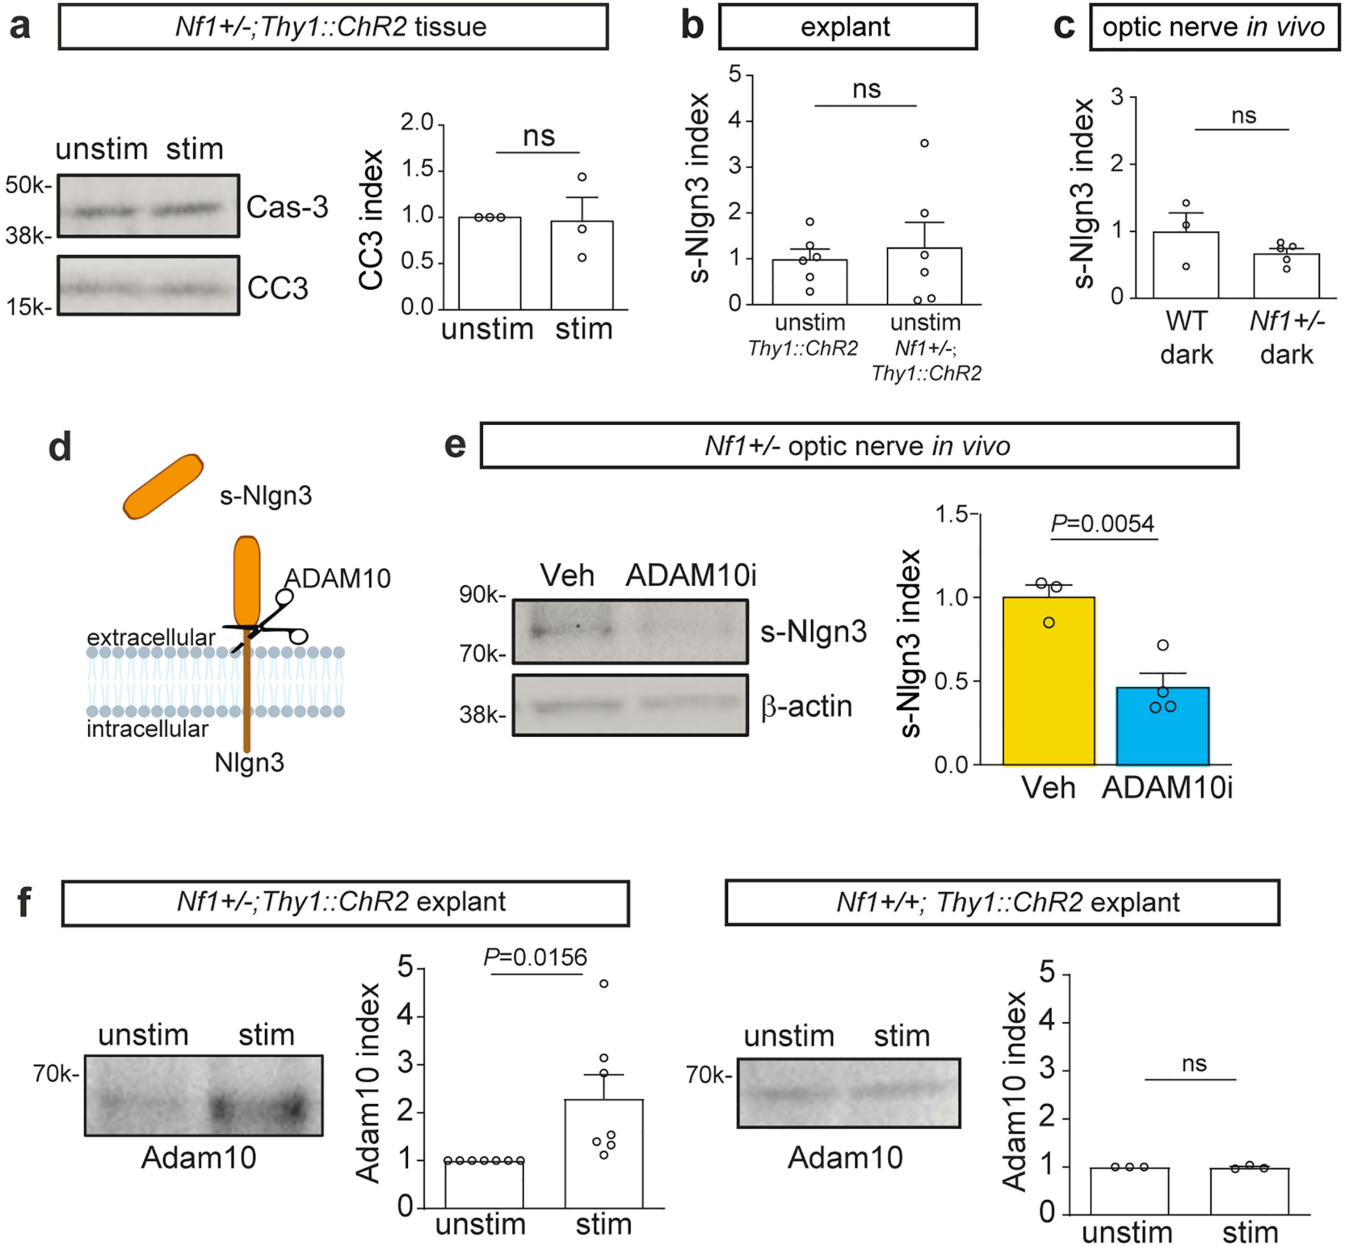 a
Nf1+/-;Thy1::ChR2 tissue
unstim stim
50k-
38k-
Cas-3
15k-
CC3
CC3 index
2.0
1.5
1.0
0.5
0.0
ns
unstim stim
b
explant
s-Nlgn3 index
5
4
3
2
1
0
ns
unstim
Thy1::ChR2
unstim
Nf1+/-;
Thy1::ChR2
c
optic nerve in vivo
s-Nlgn3 index
3
2
1
0
ns
WT
dark
Nf1+/-
dark
d
s-Nlgn3
ADAM10
extracellular
intracellular
Nlgn3
e
Nf1+/- optic nerve in vivo
Veh ADAM10i
90k-
70k-
s-Nlgn3
38k-
β-actin
s-Nlgn3 index
1.5
1.0
0.5
0.0
P=0.0054
Veh ADAM10i
f
Nf1+/-;Thy1::ChR2 explant
unstim stim
70k-
Adam10
Adam10 index
5
4
3
2
1
0
P=0.0156
unstim stim
Nf1+/+; Thy1::ChR2 explant
unstim stim
70k-
Adam10
Adam10 index
5
4
3
2
1
0
ns
unstim stim